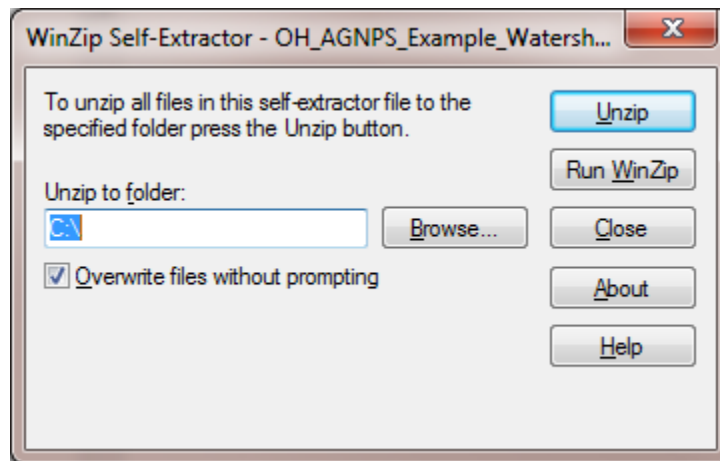 WinZip Self-Extractor - OH_AGNPS_Example_Watersh...
To unzip all files in this self-extractor file to the
specified folder press the Unzip button.
Unzip to folder:
C:\
Browse...
Overwrite files without prompting
Unzip
Run WinZip
Close
About
Help